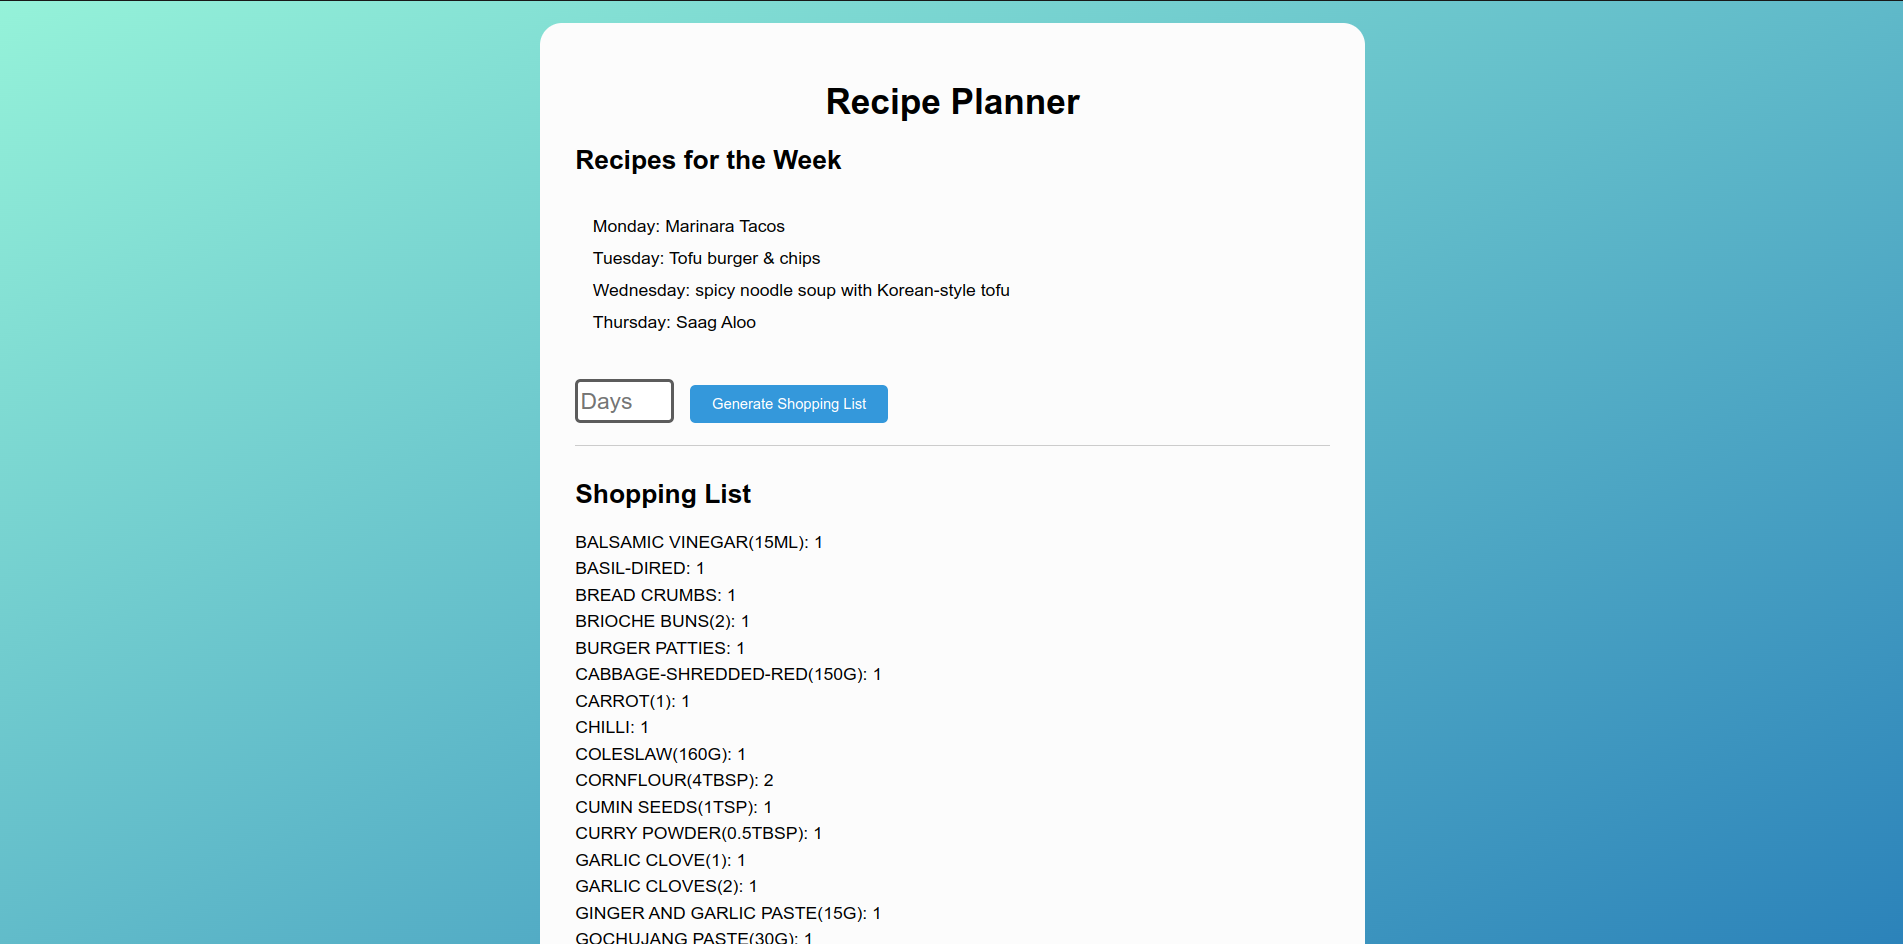 Recipe Planner
Recipes for the Week
Monday: Marinara Tacos
Tuesday: Tofu burger & chips
Wednesday: spicy noodle soup with Korean-style tofu
Thursday: Saag Aloo
Days
Generate Shopping List
Shopping List
BALSAMIC VINEGAR(15ML): 1
BASIL-DIRED: 1
BREAD CRUMBS: 1
BRIOCHE BUNS(2): 1
BURGER PATTIES: 1
CABBAGE-SHREDDED-RED(150G): 1
CARROT(1): 1
CHILLI: 1
COLESLAW(160G): 1
CORNFLOUR(4TBSP): 2
CUMIN SEEDS(1TSP): 1
CURRY POWDER(0.5TBSP): 1
GARLIC CLOVE(1): 1
GARLIC CLOVES(2): 1
GINGER AND GARLIC PASTE(15G): 1
GOCHUJANG PASTE(30G): 1